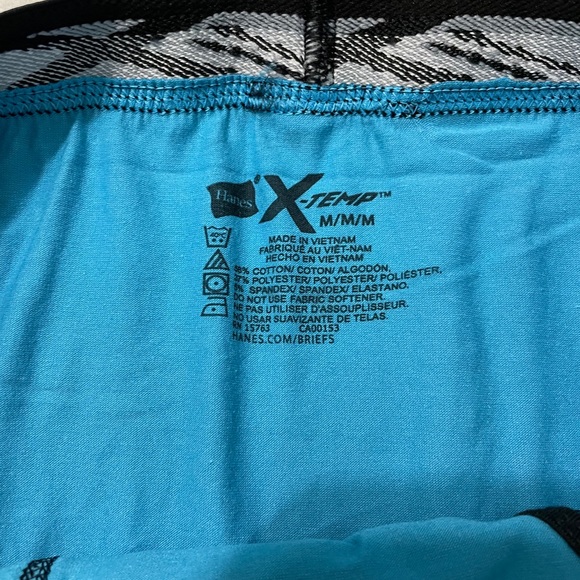 Hanes X-TEMP™
M/M/M
40°C
MADE IN VIETNAM
FABRIQUÉ AU VIÊT-NAM
HECHO EN VIETNAM
COTTON/ COTON/ ALGODÓN,
POLYESTER/ POLYESTER/ POLIÉSTER,
SPANDEX/ SPANDEX/ ELASTANO.
DO NOT USE FABRIC SOFTENER.
NE PAS UTILISER D'ASSOUPLISSEUR.
NO USAR SUAVIZANTE DE TELAS.
RN 15763 CA00153
HANES.COM/BRIEFS